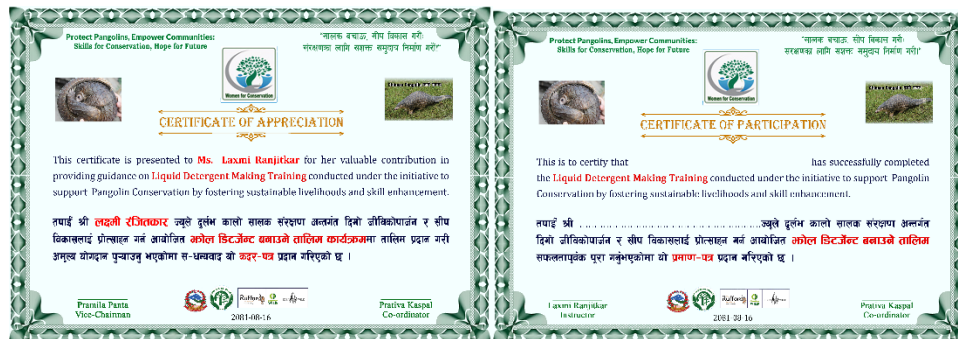 Protect Pangolins, Empower Communities:
Skills for Conservation, Hope for Future
"सालक बचाऊ, सीप विकास गरौं
संरक्षणका लागि सशक्त समुदाय निर्माण गरौं"
Women for Conservation
CERTIFICATE OF APPRECIATION
This certificate is presented to Ms. Laxmi Ranjitkar for her valuable contribution in
providing guidance on Liquid Detergent Making Training conducted under the initiative to
support Pangolin Conservation by fostering sustainable livelihoods and skill enhancement.
तपाईं श्री लक्ष्मी रंजितकार ज्यूले दुर्लभ कालो सालक संरक्षण अन्तर्गत दिगो जीविकोपार्जन र सीप
विकासलाई प्रोत्साहन गर्न आयोजित झोल डिटर्जेन्ट बनाउने तालिम कार्यक्रममा तालिम प्रदान गरी
अमूल्य योगदान पुर्‍याउनु भएकोमा स-धन्यवाद यो कदर-पत्र प्रदान गरिएको छ ।
Rufford
Pramila Panta
Vice-Chairman
2081-08-16
Prativa Kaspal
Co-ordinator
Protect Pangolins, Empower Communities:
Skills for Conservation, Hope for Future
"सालक बचाऊ, सीप विकास गरौं
संरक्षणका लागि सशक्त समुदाय निर्माण गरौं"
Women for Conservation
CERTIFICATE OF PARTICIPATION
This is to certity that has successfully completed
the Liquid Detergent Making Training conducted under the initiative to support Pangolin
Conservation by fostering sustainable livelihoods and skill enhancement.
तपाईं श्री ........................................ज्यूले दुर्लभ कालो सालक संरक्षण अन्तर्गत
दिगो जीविकोपार्जन र सीप विकासलाई प्रोत्साहन गर्न आयोजित झोल डिटर्जेन्ट बनाउने तालिम
सफलतापूर्वक पूरा गर्नुभएकोमा यो प्रमाण-पत्र प्रदान गरिएको छ ।
Rufford
Laxmi Ranjitkar
Instructor
2081-08-16
Prativa Kaspal
Co-ordinator